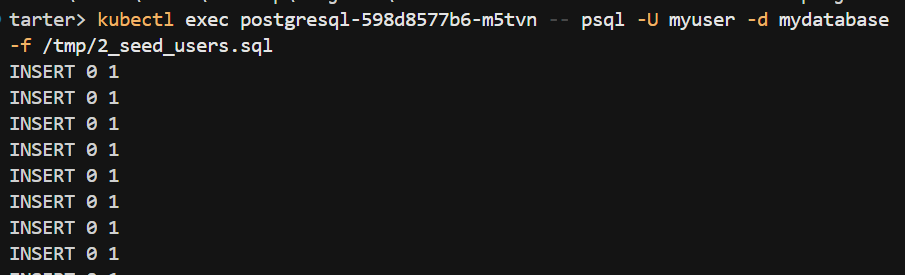 tarter> kubectl exec postgresql-598d8577b6-m5tvn -- psql -U myuser -d mydatabase
-f /tmp/2_seed_users.sql
INSERT 0 1
INSERT 0 1
INSERT 0 1
INSERT 0 1
INSERT 0 1
INSERT 0 1
INSERT 0 1
INSERT 0 1